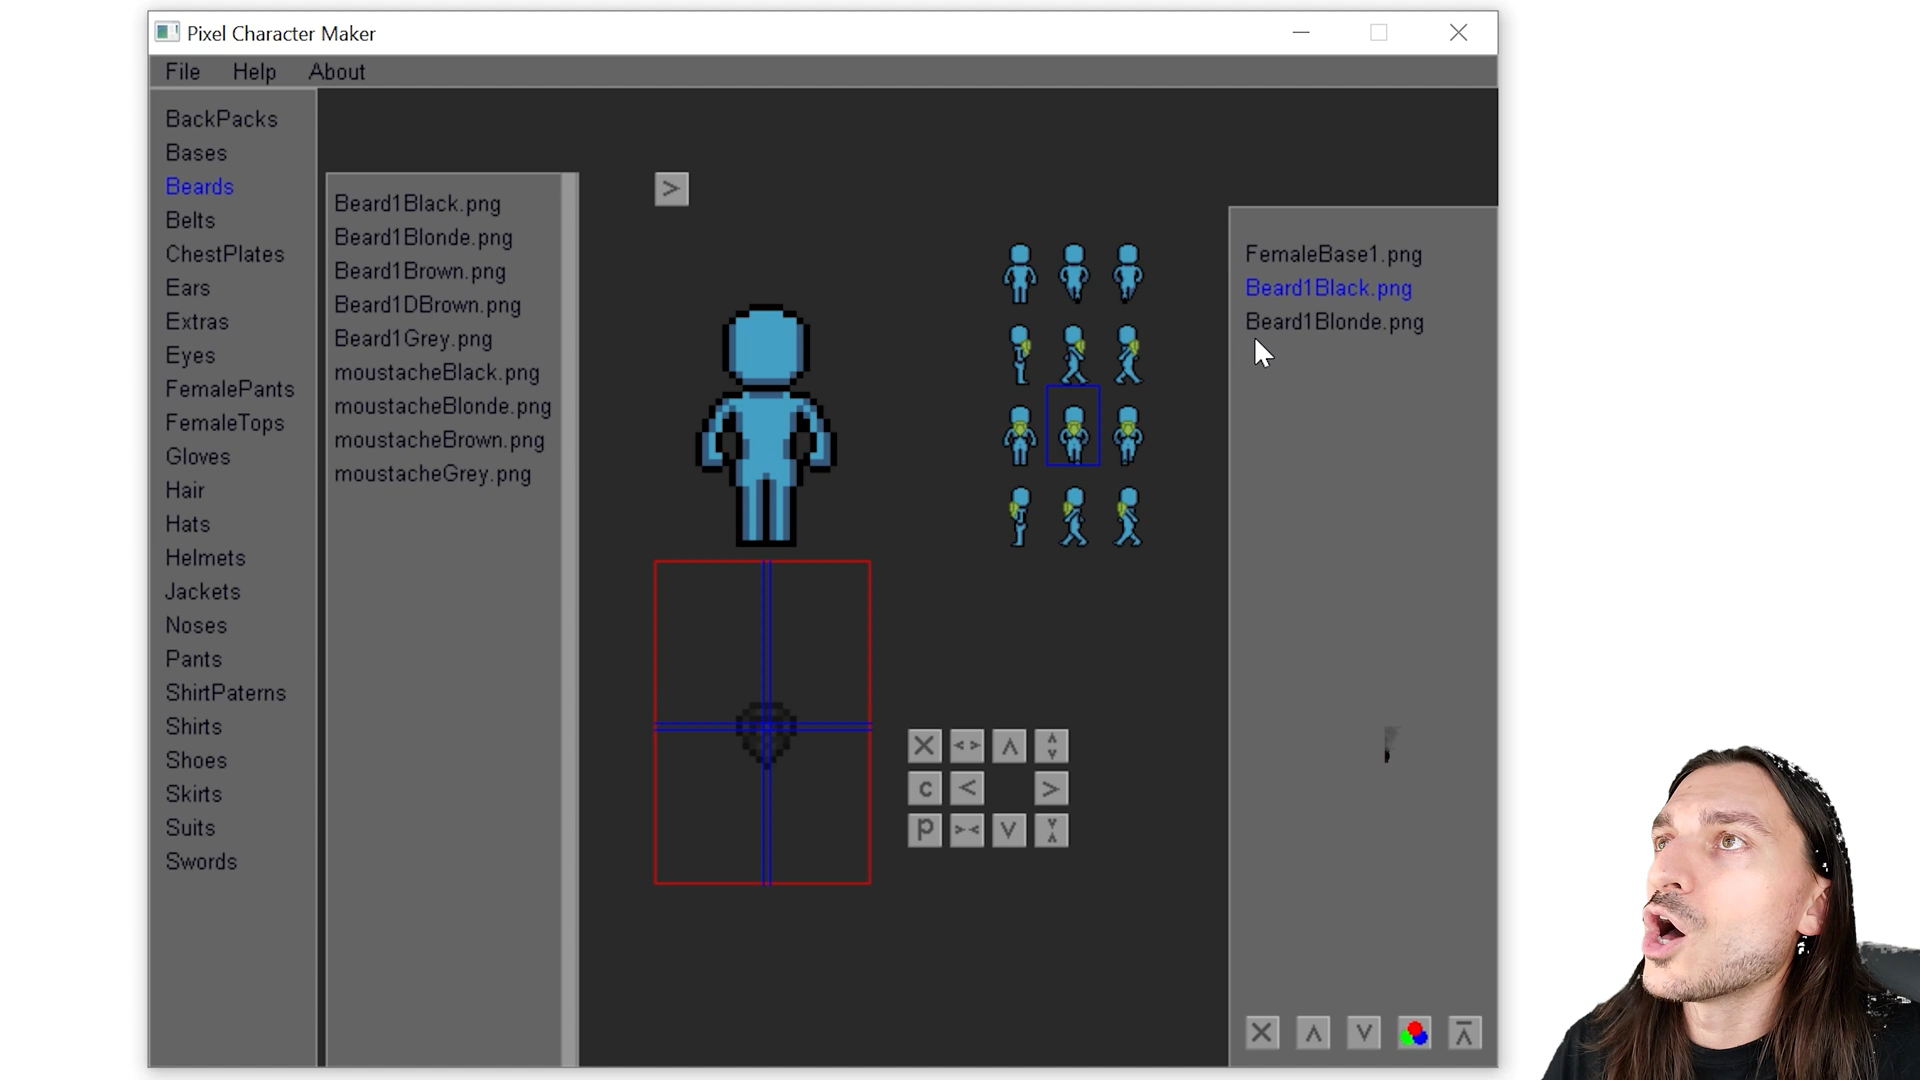 Pixel Character Maker
File Help About
BackPacks
Bases
Beards
Belts
ChestPlates
Ears
Extras
Eyes
FemalePants
FemaleTops
Gloves
Hair
Hats
Helmets
Jackets
Noses
Pants
ShirtPaterns
Shirts
Shoes
Skirts
Suits
Swords
Beard1Black.png
Beard1Blonde.png
Beard1Brown.png
Beard1DBrown.png
Beard1Grey.png
moustacheBlack.png
moustacheBlonde.png
moustacheBrown.png
moustacheGrey.png
>
X < > ʌ
c < >
p > < v
FemaleBase1.png
Beard1Black.png
Beard1Blonde.png